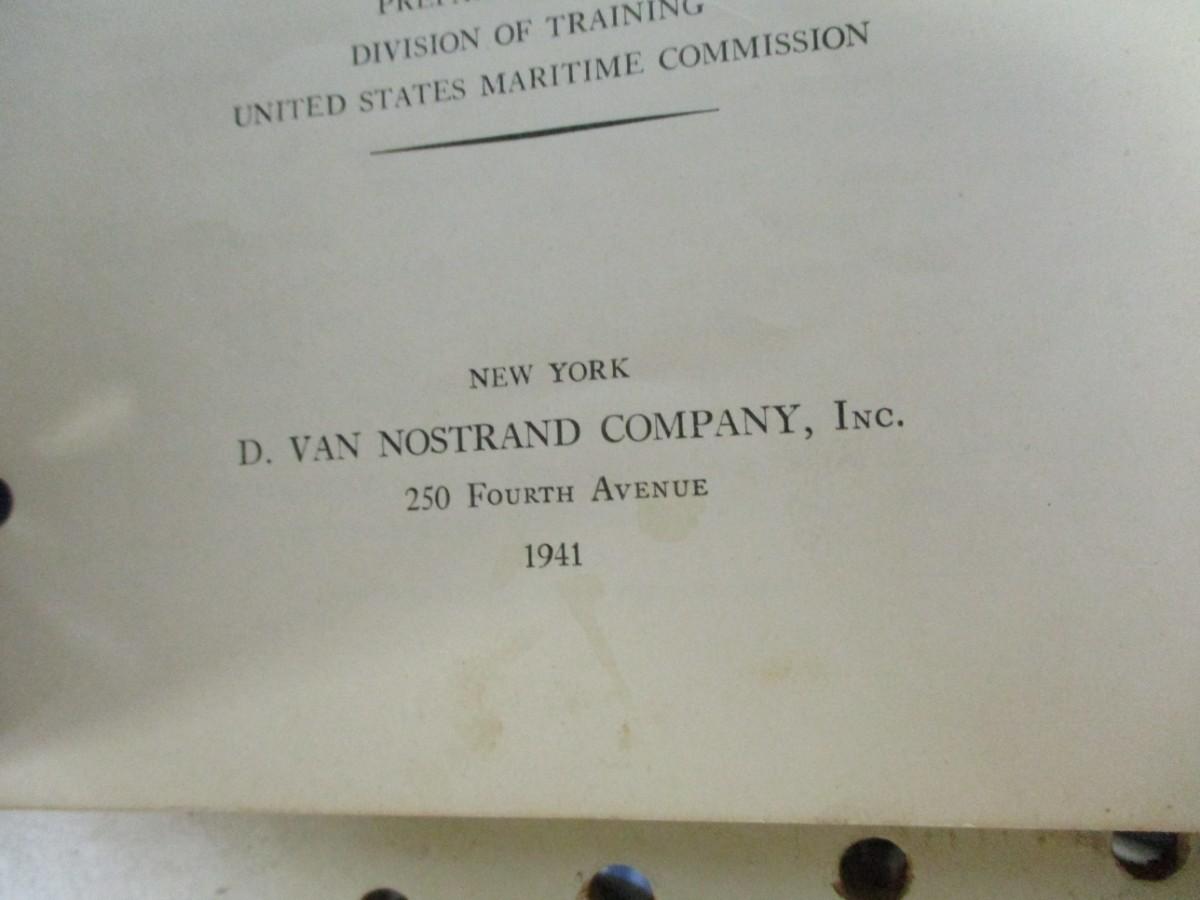 DIVISION OF TRAINING
UNITED STATES MARITIME COMMISSION
NEW YORK
D. VAN NOSTRAND COMPANY, INC.
250 FOURTH AVENUE
1941